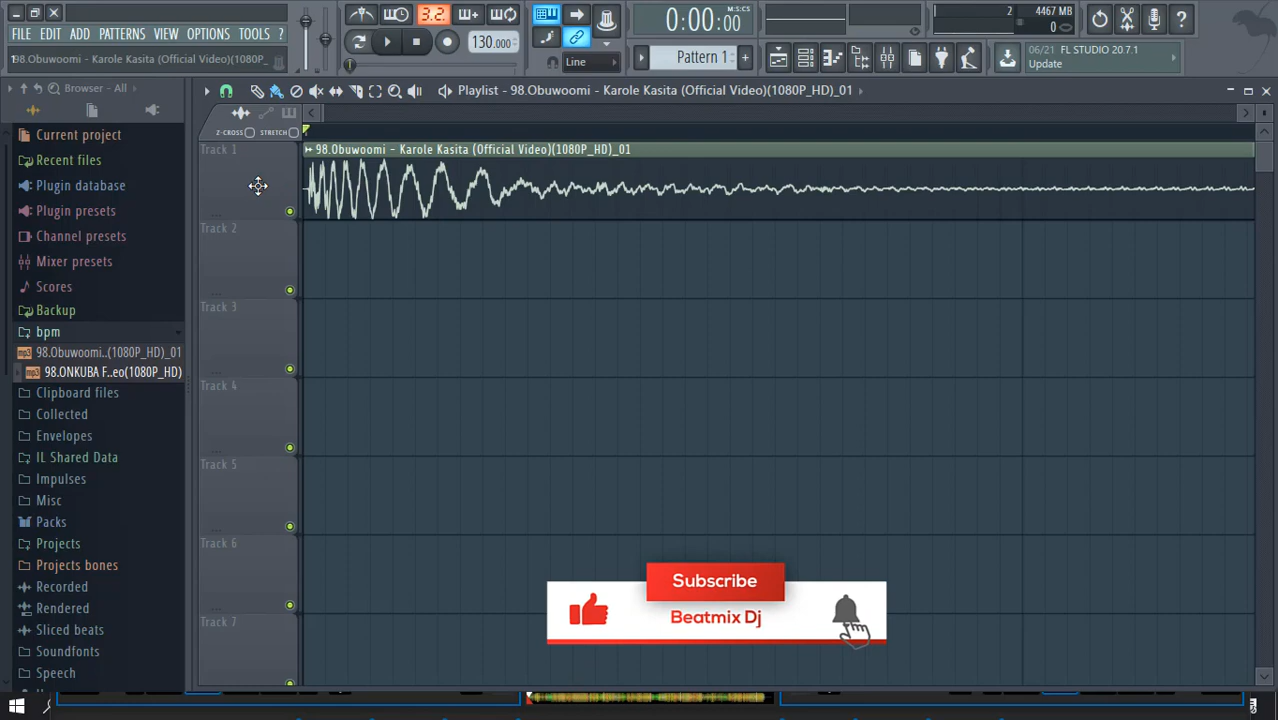 3.2.
0:00:00
M:S:CS
2
4467 MB
0
FILE EDIT ADD PATTERNS VIEW OPTIONS TOOLS ?
130.000
Line
Pattern 1
06/21 FL STUDIO 20.7.1
Update
98.Obuwoomi - Karole Kasita (Official Video)(1080P_
Browser - All
Playlist - 98.Obuwoomi - Karole Kasita (Official Video)(1080P_HD)_01
Z-CROSS STRETCH
Current project
Recent files
Plugin database
Plugin presets
Channel presets
Mixer presets
Scores
Backup
bpm
98.Obuwoomi..(1080P_HD)_01
98.ONKUBA F..eo(1080P_HD)
Clipboard files
Collected
Envelopes
IL Shared Data
Impulses
Misc
Packs
Projects
Projects bones
Recorded
Rendered
Sliced beats
Soundfonts
Speech
Track 1
98.Obuwoomi - Karole Kasita (Official Video)(1080P_HD)_01
Track 2
Track 3
Track 4
Track 5
Track 6
Track 7
Subscribe
Beatmix Dj